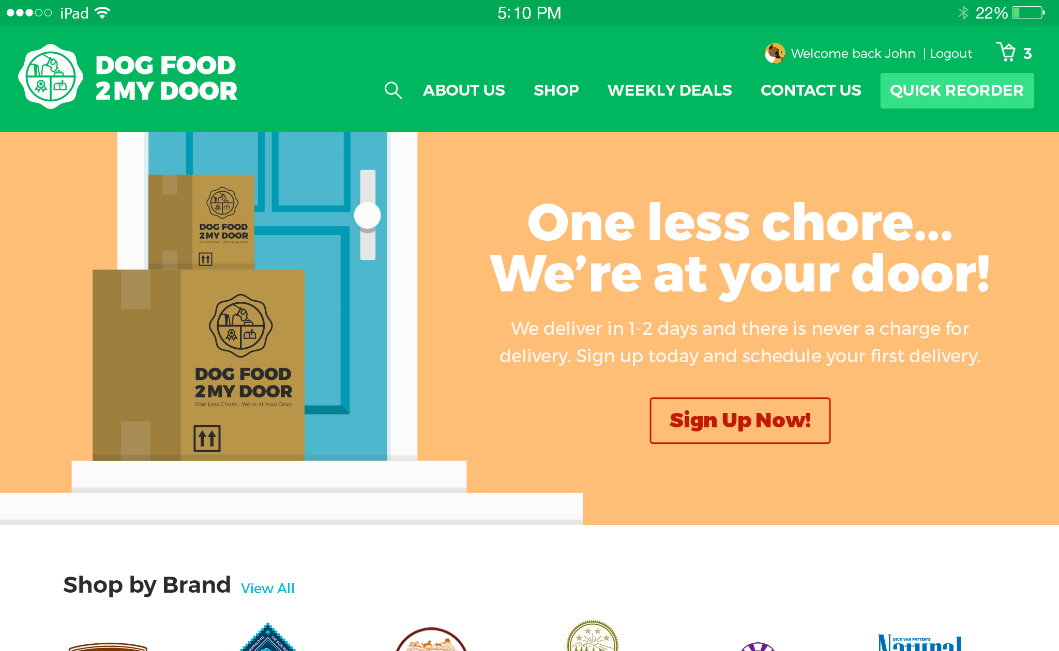 iPad
5:10 PM
22%
DOG FOOD
2MY DOOR
Welcome back John | Logout
3
ABOUT US
SHOP
WEEKLY DEALS
CONTACT US
QUICK REORDER
DOG FOOD
2MY DOOR
DOG FOOD
2MY DOOR
One Less Chore... We're at Your Door
One less chore...
We're at your door!
We deliver in 1-2 days and there is never a charge for
delivery. Sign up today and schedule your first delivery.
Sign Up Now!
Shop by Brand
View All
DICK VAN PATTEN'S
Natural